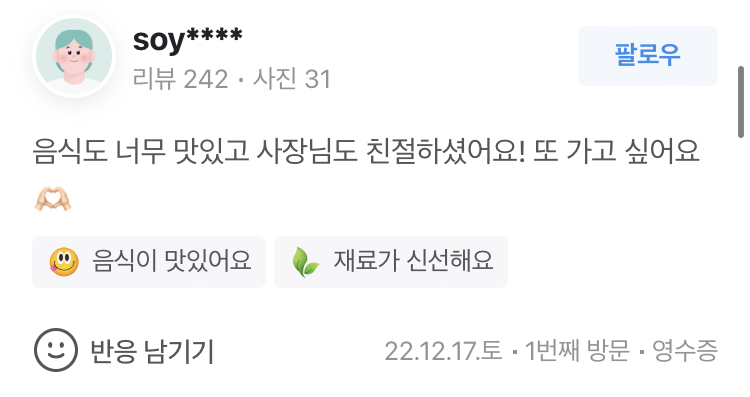 soy****
리뷰 242 · 사진 31
팔로우
음식도 너무 맛있고 사장님도 친절하셨어요! 또 가고 싶어요
🫶🏻
음식이 맛있어요
재료가 신선해요
반응 남기기
22.12.17.토 · 1번째 방문 · 영수증